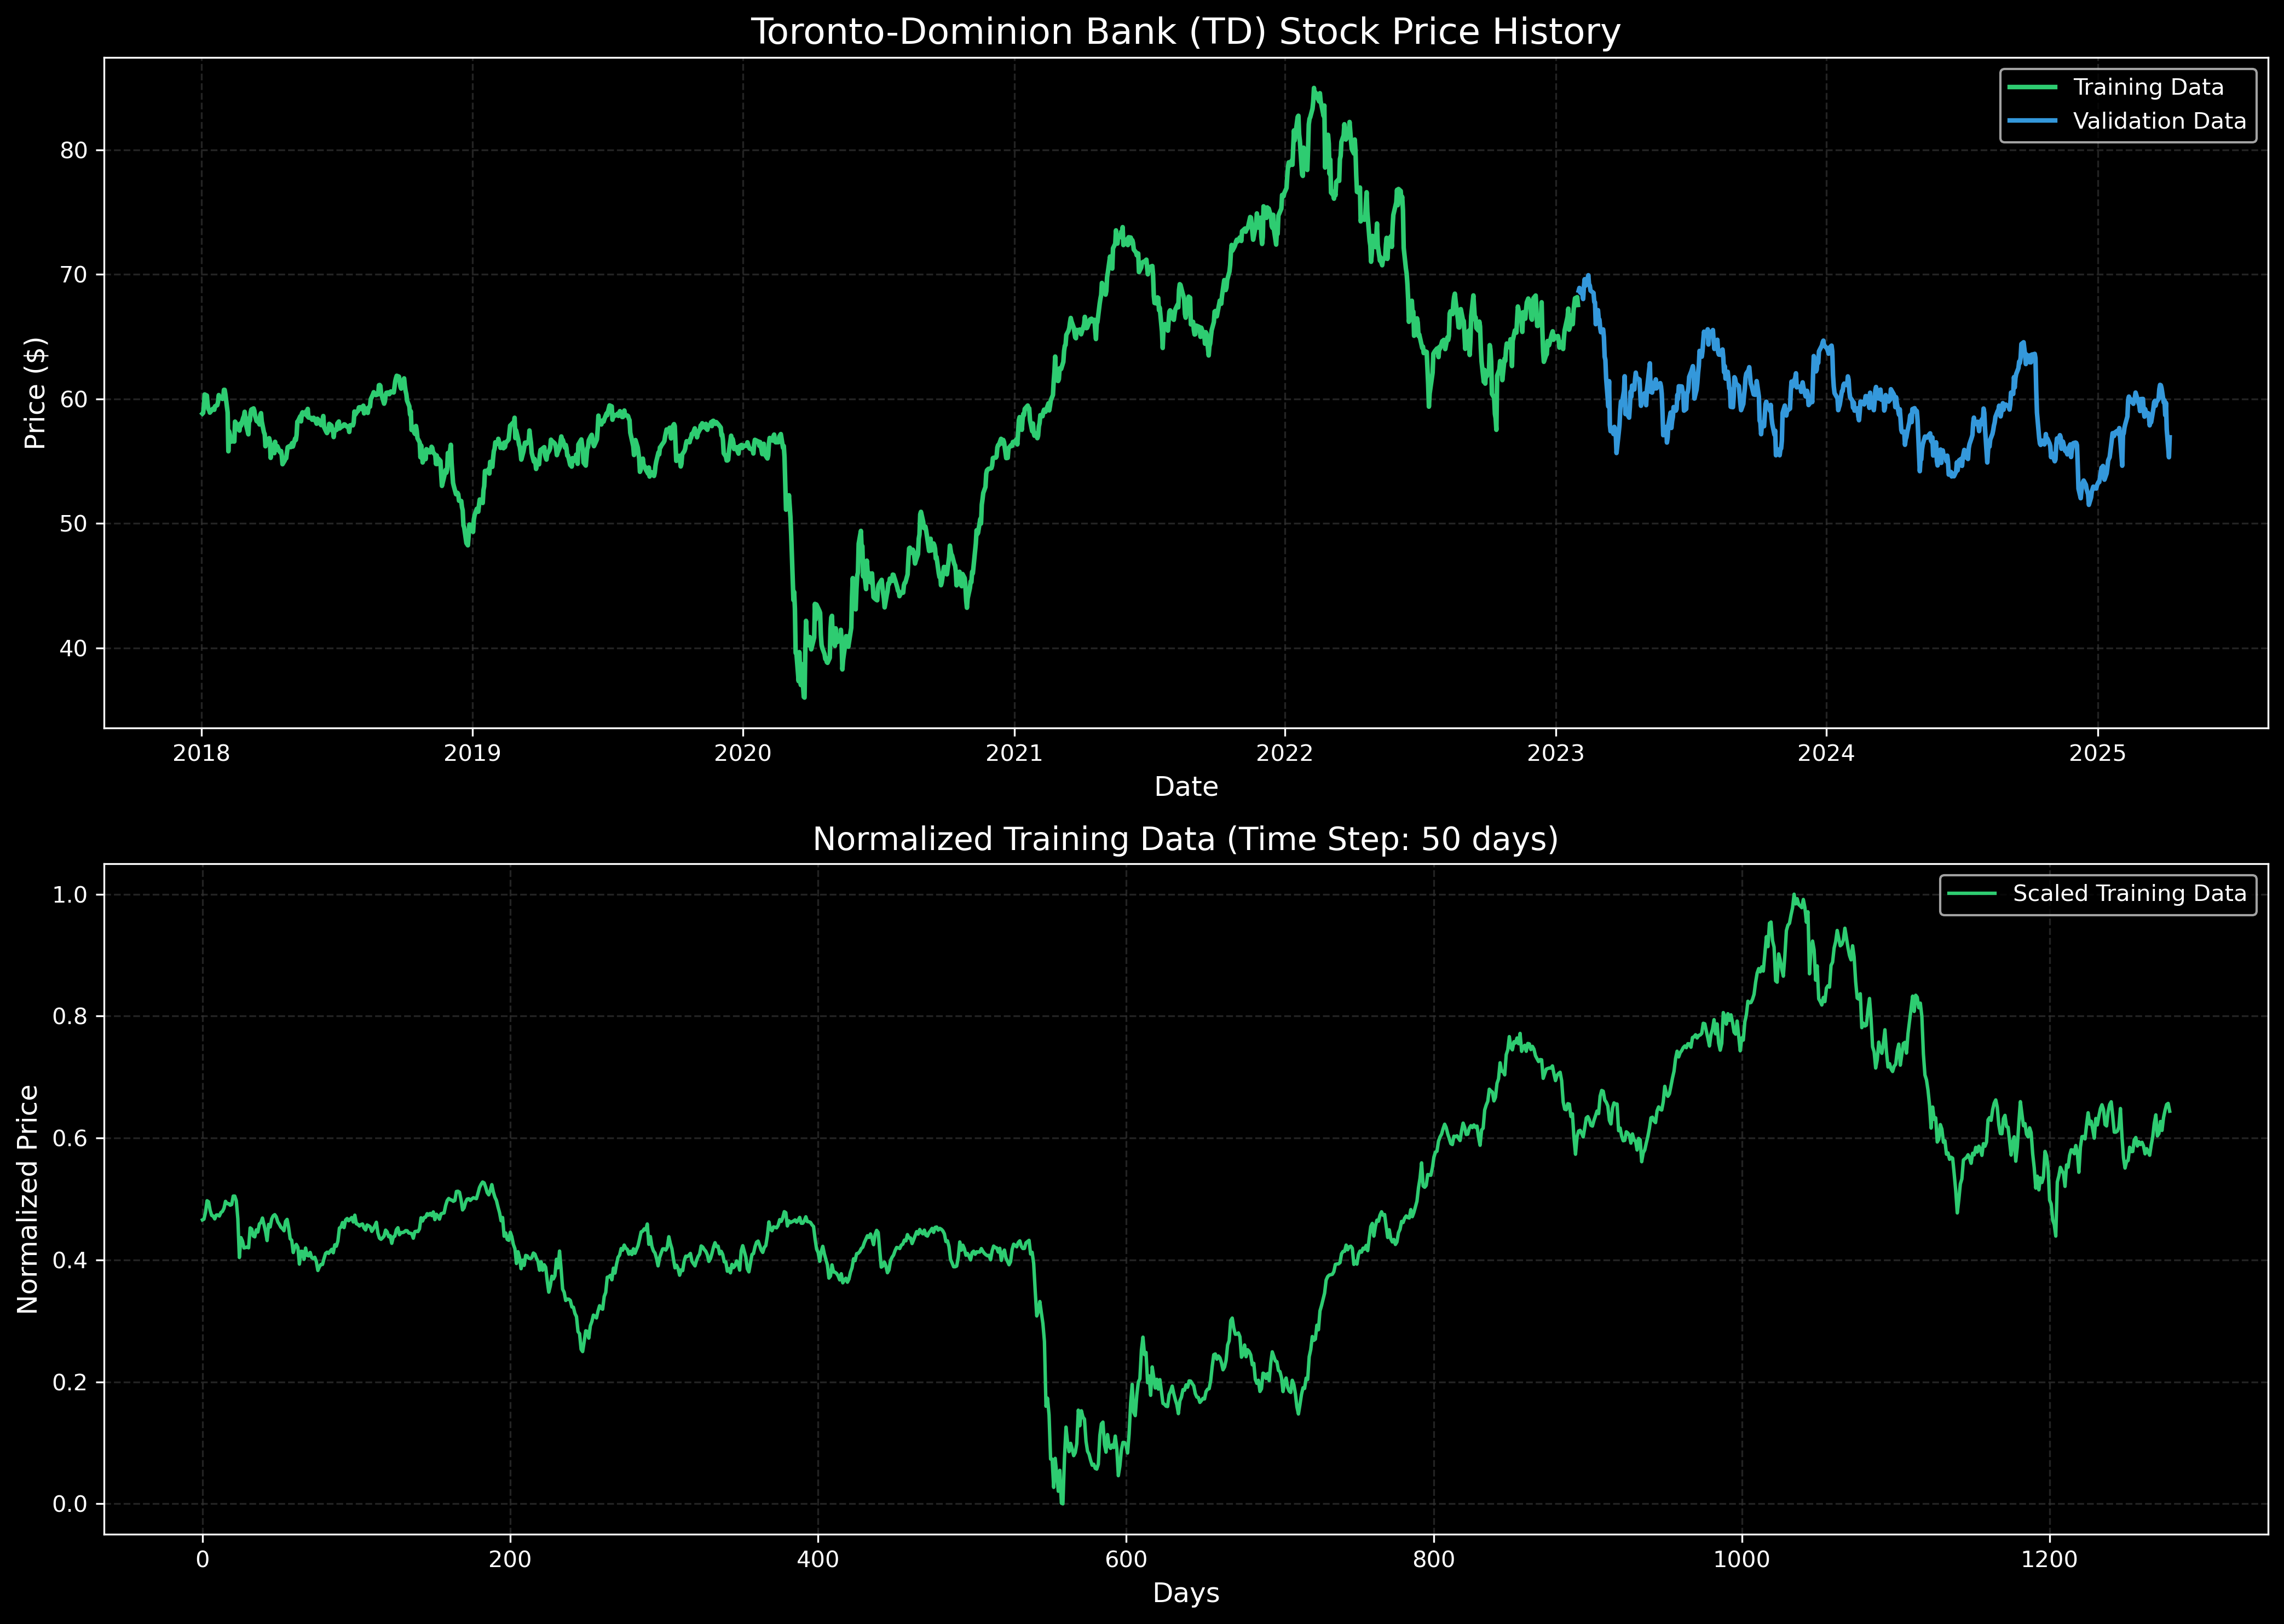 Toronto-Dominion Bank (TD) Stock Price History
Training Data
Validation Data
80
70
60
50
40
Price ($)
2018 2019 2020 2021 2022 2023 2024 2025
Date
Normalized Training Data (Time Step: 50 days)
Scaled Training Data
1.0
0.8
0.6
0.4
0.2
0.0
Normalized Price
0 200 400 600 800 1000 1200
Days